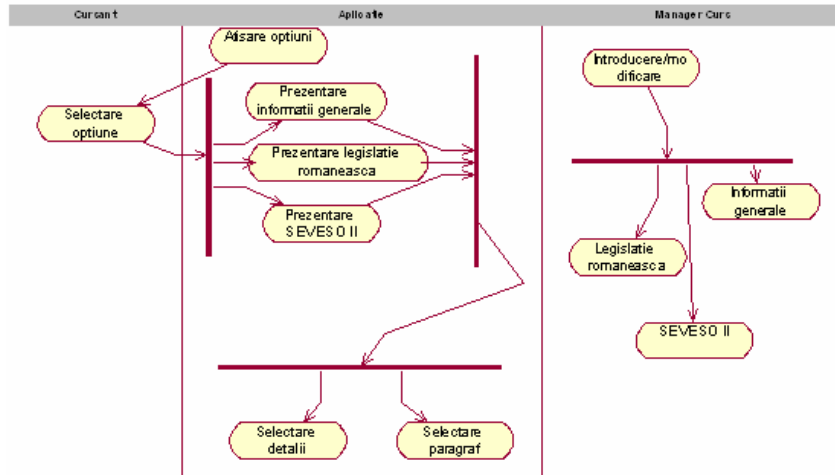 Cursant
Aplicatie
Manager Curs
Afisare optiuni
Selectare
optiune
Prezentare
informatii generale
Prezentare legislatie
romaneasca
Prezentare
SEVESO II
Selectare
detalii
Selectare
paragraf
Introducere/mo
dificare
Informatii
generale
Legislatie
romaneasca
SEVESO II